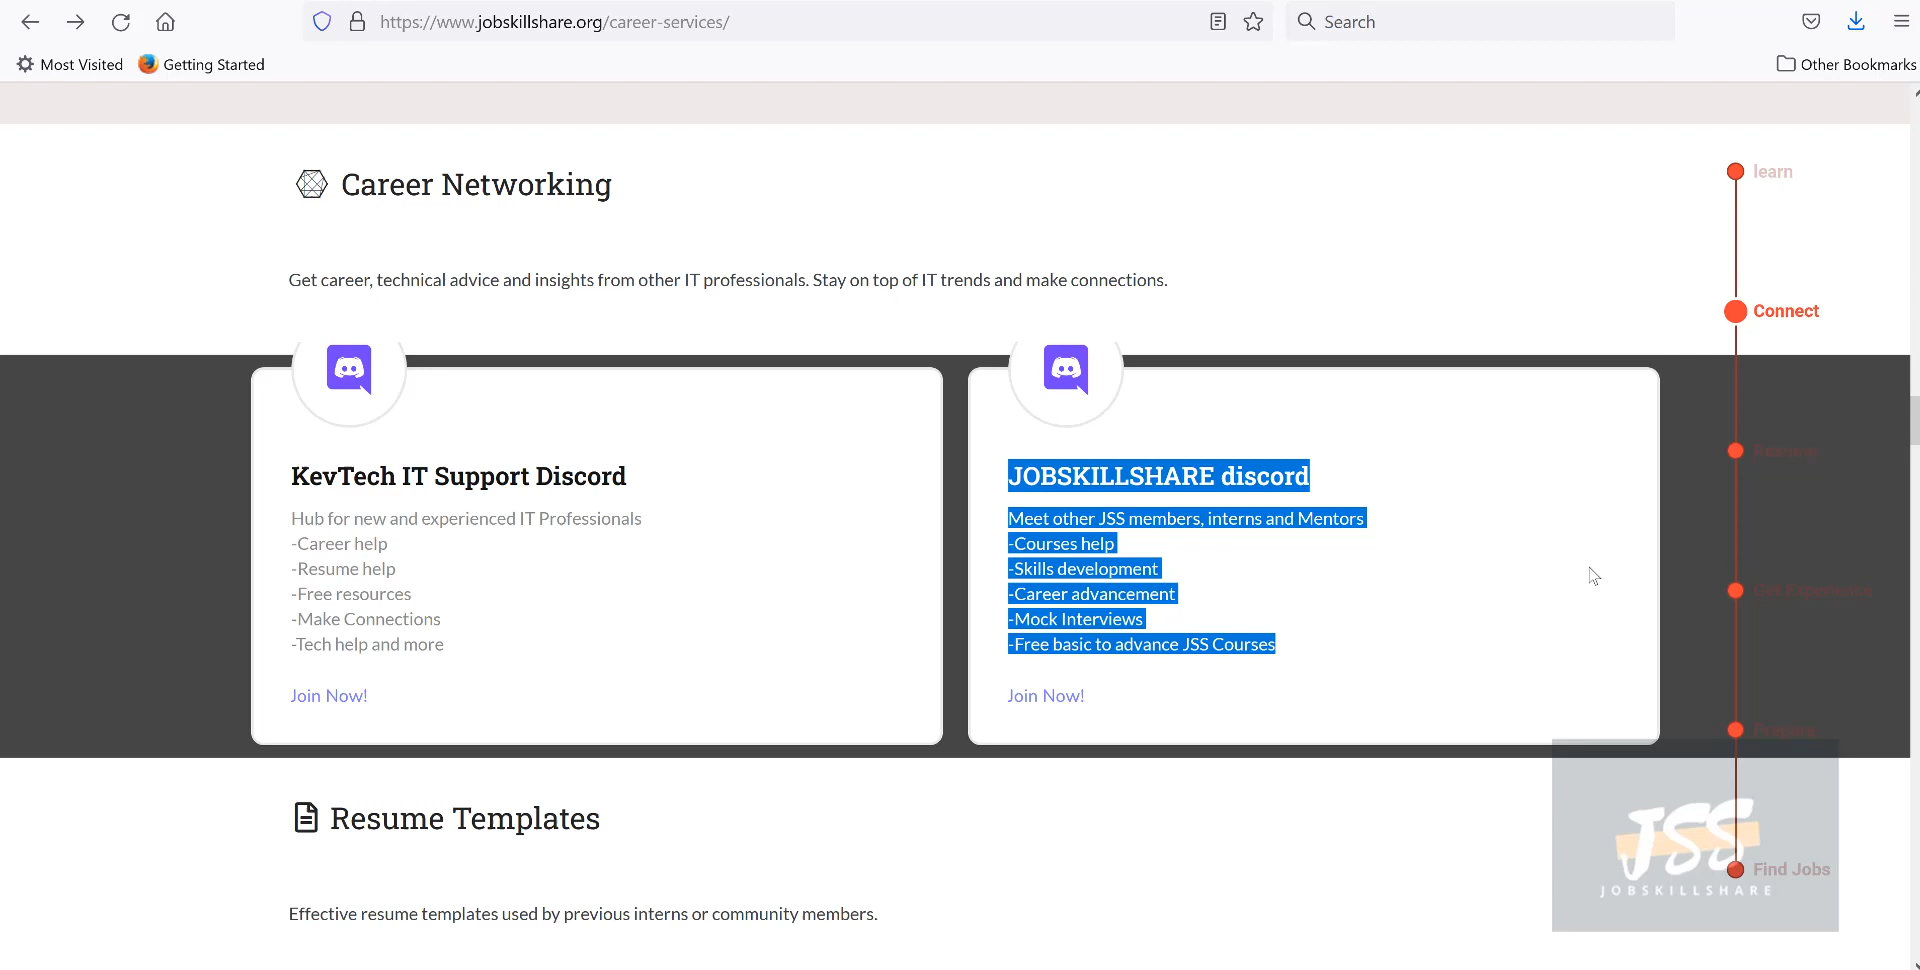 https://www.jobskillshare.org/career-services/
Search
Most Visited
Getting Started
Other Bookmarks
Career Networking
learn
Get career, technical advice and insights from other IT professionals. Stay on top of IT trends and make connections.
Connect
KevTech IT Support Discord
Hub for new and experienced IT Professionals
-Career help
-Resume help
-Free resources
-Make Connections
-Tech help and more
Join Now!
JOBSKILLSHARE discord
Meet other JSS members, interns and Mentors
-Courses help
-Skills development
-Career advancement
-Mock Interviews
-Free basic to advance JSS Courses
Join Now!
Resume
Get Experience
Prepare
Resume Templates
JSS
JOBSKILLSHARE
Find Jobs
Effective resume templates used by previous interns or community members.